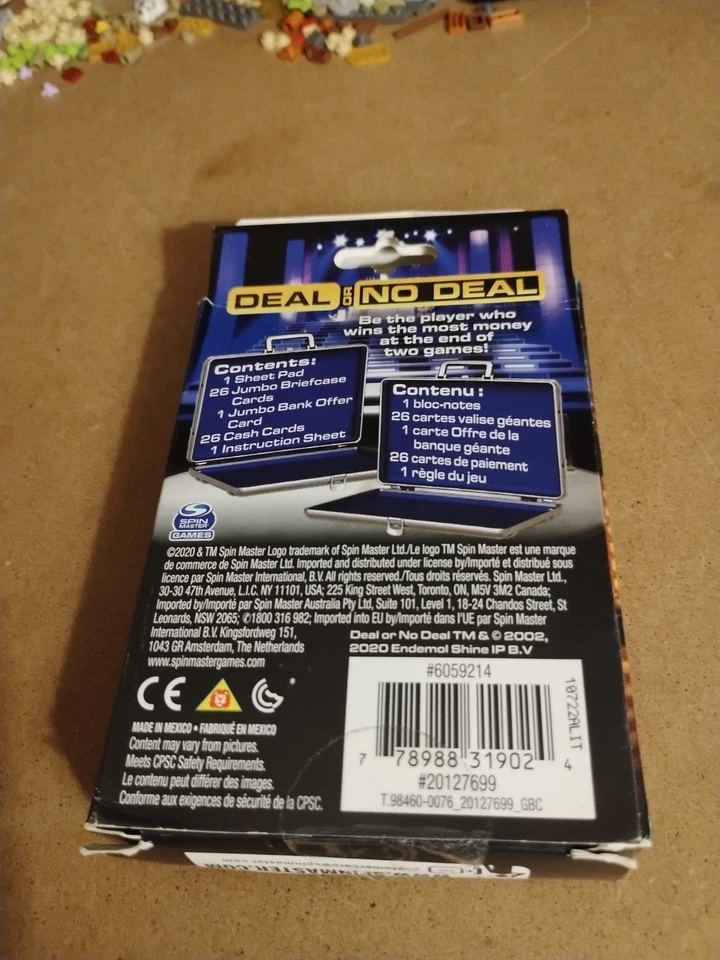 DEAL OR NO DEAL
Be the player who
wins the most money
at the end of
two games!
Contents:
1 Sheet Pad
26 Jumbo Briefcase
Cards
1 Jumbo Bank Offer
Card
26 Cash Cards
1 Instruction Sheet
Contenu :
1 bloc-notes
26 cartes valise géantes
1 carte Offre de la
banque géante
26 cartes de paiement
1 règle du jeu
SPIN
MASTER
GAMES
©2020 & TM Spin Master Logo trademark of Spin Master Ltd./Le logo TM Spin Master est une marque
de commerce de Spin Master Ltd. Imported and distributed under license by/Importé et distribué sous
licence par Spin Master International, B.V. All rights reserved./Tous droits réservés. Spin Master Ltd.,
30-30 47th Avenue, L.I.C. NY 11101, USA; 225 King Street West, Toronto, ON, M5V 3M2 Canada;
Imported by/Importé par Spin Master Australia Pty Ltd, Suite 101, Level 1, 18-24 Chandos Street, St
Leonards, NSW 2065; ✆1800 316 982; Imported into EU by/Importé dans l'UE par Spin Master
International B.V. Kingsfordweg 151,
1043 GR Amsterdam, The Netherlands
www.spinmastergames.com
Deal or No Deal TM & © 2002,
2020 Endemol Shine IP B.V
CE
MADE IN MEXICO • FABRIQUÉ EN MEXICO
Content may vary from pictures.
Meets CPSC Safety Requirements.
Le contenu peut différer des images.
Conforme aux exigences de sécurité de la CPSC.
#6059214
7 78988 31902 4
#20127699
T.98460-0076_20127699_GBC
10722ALIT
WWW.SPINMASTER.COM
customercare@spinmaster.com